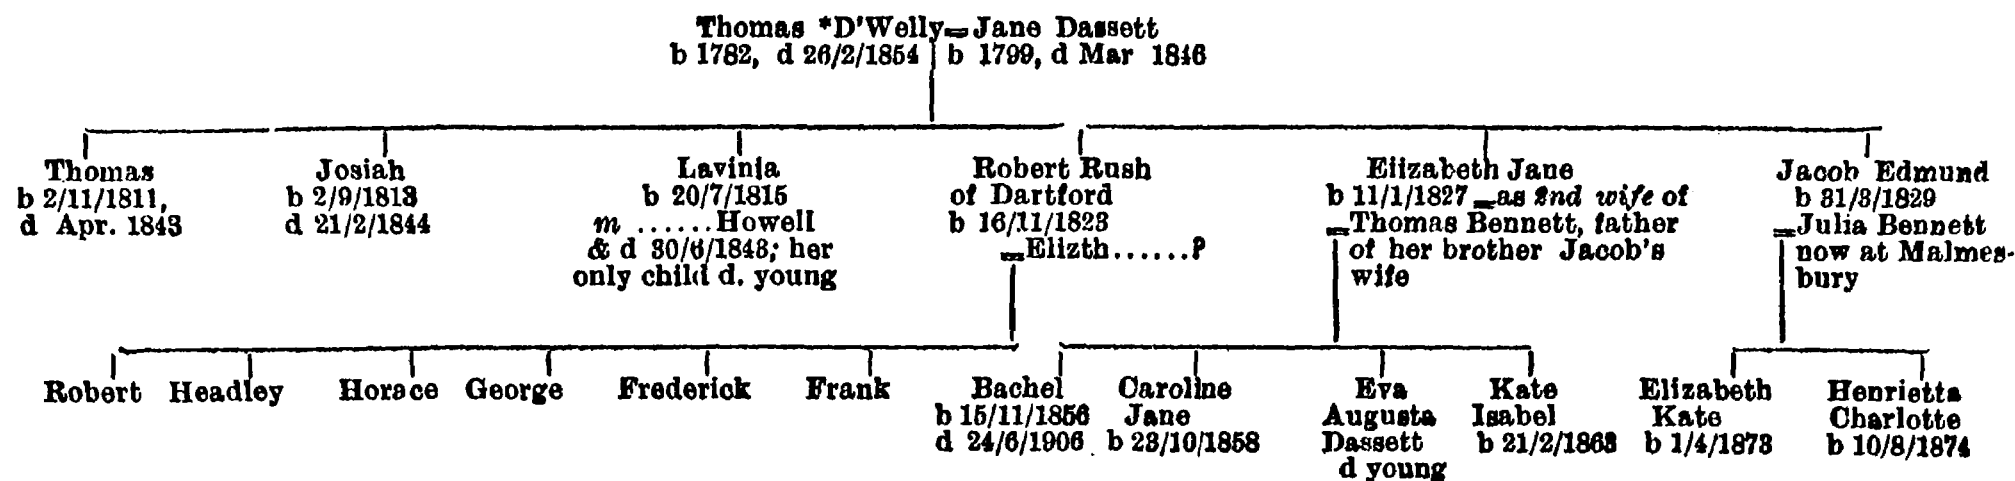 Thomas *D'Welly=Jane Dassett
b 1782, d 26/2/1854 b 1799, d Mar 1846
Thomas
b 2/11/1811,
d Apr. 1843
Josiah
b 2/9/1813
d 21/2/1844
Lavinia
b 20/7/1815
m ......Howell
& d 30/6/1843; her
only child d. young
Robert Rush
of Dartford
b 16/11/1823
=Elizth......?
Elizabeth Jane
b 11/1/1827=as 2nd wife of
=Thomas Bennett, father
of her brother Jacob's
wife
Jacob Edmund
b 31/3/1829
=Julia Bennett
now at Malmes-
bury
Robert Headley Horace George Frederick Frank
Bachel
b 15/11/1856
d 24/6/1906
Caroline
Jane
b 23/10/1858
Eva
Augusta
Dassett
d young
Kate
Isabel
b 21/2/1863
Elizabeth
Kate
b 1/4/1873
Henrietta
Charlotte
b 10/8/1874